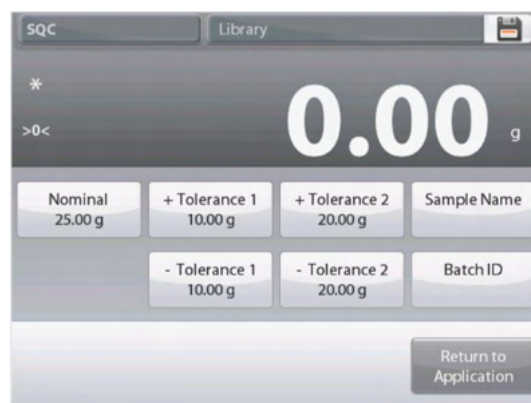 SQC
Library
*
>0<
0.00 g
Nominal
25.00 g
+ Tolerance 1
10.00 g
+ Tolerance 2
20.00 g
Sample Name
- Tolerance 1
10.00 g
- Tolerance 2
20.00 g
Batch ID
Return to
Application